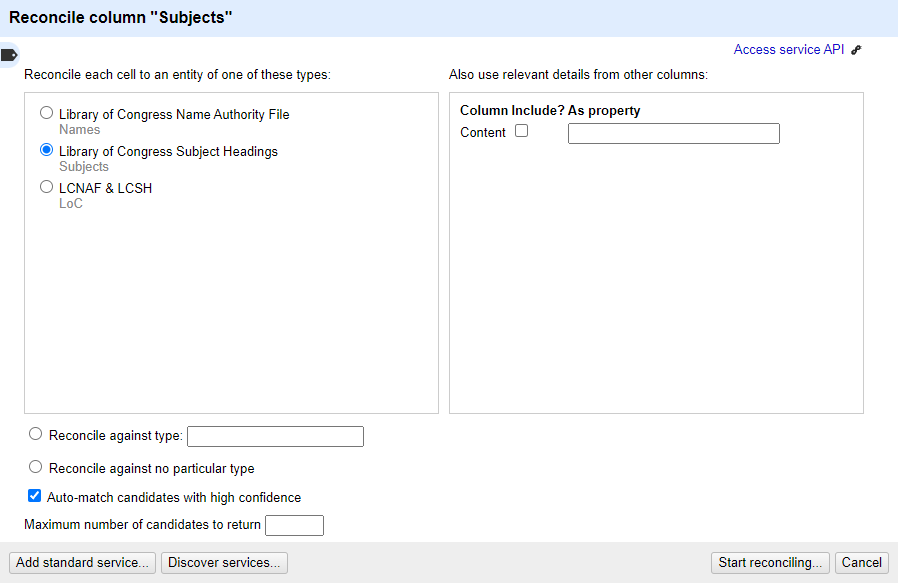 Reconcile column "Subjects"
Access service API
Reconcile each cell to an entity of one of these types:
Also use relevant details from other columns:
Library of Congress Name Authority File
Names
Library of Congress Subject Headings
Subjects
LCNAF & LCSH
LoC
Column Include? As property
Content
Reconcile against type:
Reconcile against no particular type
Auto-match candidates with high confidence
Maximum number of candidates to return
Add standard service... Discover services... Start reconciling... Cancel